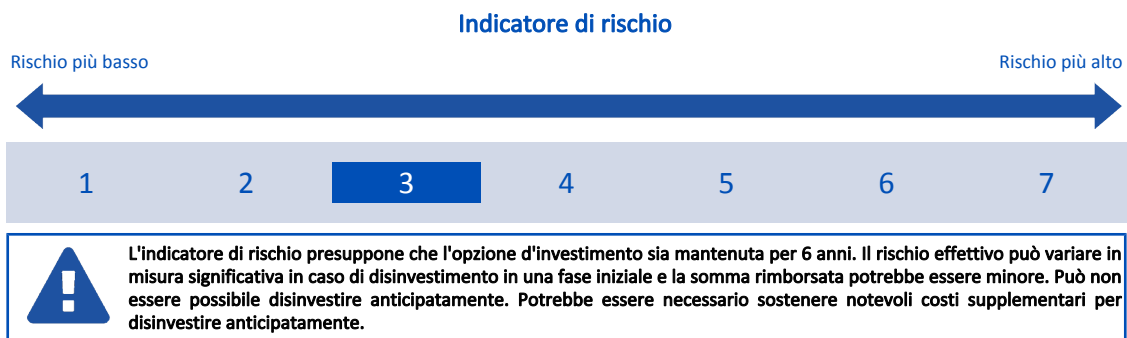 Indicatore di rischio
Rischio più basso
Rischio più alto
1 2 3 4 5 6 7
L'indicatore di rischio presuppone che l'opzione d'investimento sia mantenuta per 6 anni. Il rischio effettivo può variare in
misura significativa in caso di disinvestimento in una fase iniziale e la somma rimborsata potrebbe essere minore. Può non
essere possibile disinvestire anticipatamente. Potrebbe essere necessario sostenere notevoli costi supplementari per
disinvestire anticipatamente.